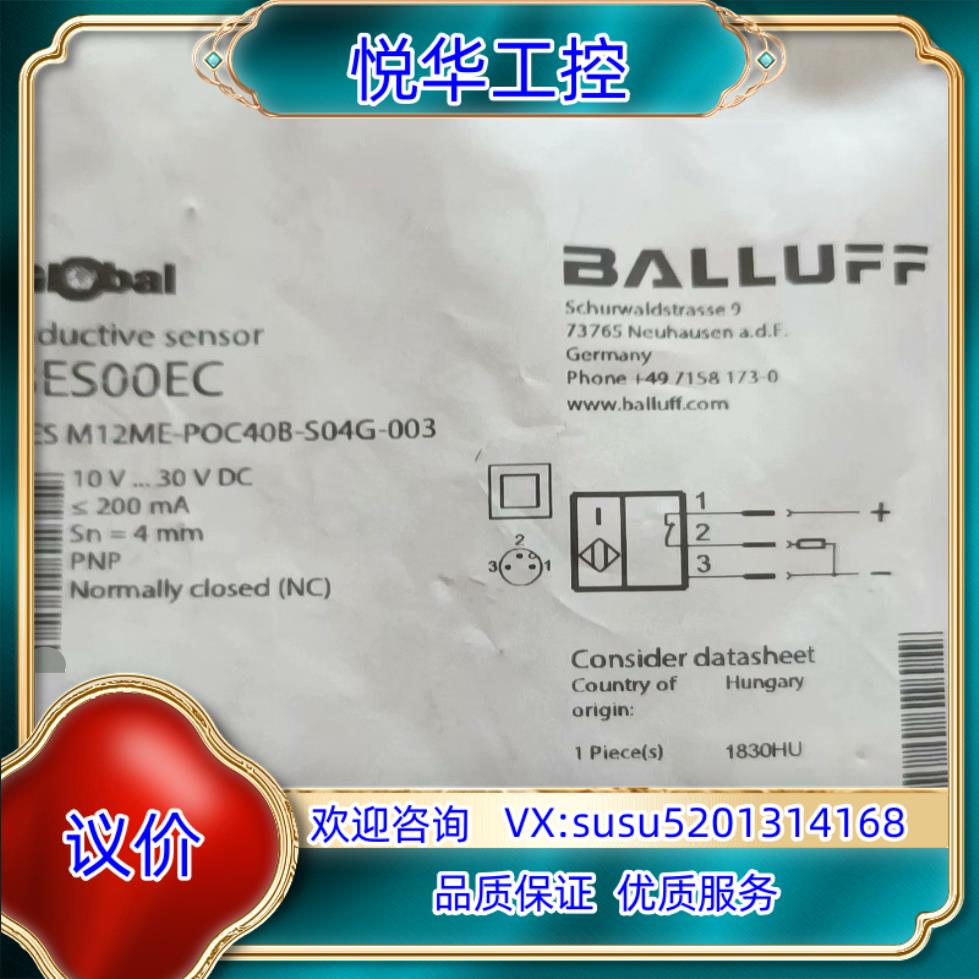 悦华工控
Global
ductive sensor
BES00EC
ES M12ME-POC40B-S04G-003
10 V ... 30 V DC
≤ 200 mA
Sn = 4 mm
PNP
Normally closed (NC)
BALLUFF
Schurwaldstrasse 9
73765 Neuhausen a.d.F.
Germany
Phone +49 7158 173-0
www.balluff.com
2
3 1
1
2
3
+
−
Consider datasheet
Country of origin: Hungary
1 Piece(s) 1830HU
议价
欢迎咨询 VX:susu5201314168
品质保证 优质服务